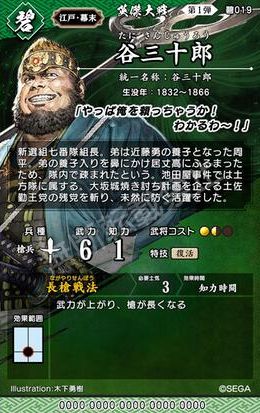 碧
江戸・幕末
英傑大戦
第1弾
碧019
たに さんじゅうろう
谷三十郎
統一名称：谷三十郎
生没年：1832〜1866
「やっぱ俺を頼っちゃうか！
わかるわ〜！」
新選組七番隊組長。弟は近藤勇の養子となった周
平。弟の養子入りを鼻にかけ居丈高にふるまった
ため、隊内で疎まれたという。池田屋事件では土
方隊に属する。大坂城焼き討ち計画を企てる土佐
勤王党の残党を斬り、未然に防ぐ活躍をした。
兵種 武力 知力 武将コスト
槍兵 6 1 特技 復活
ながやりせんぽう
長槍戦法
必要士気
3
効果時間
知力時間
効果範囲
武力が上がり、槍が長くなる
Illustration:木下勇樹
©SEGA
0000-0000-0000-0000-0000